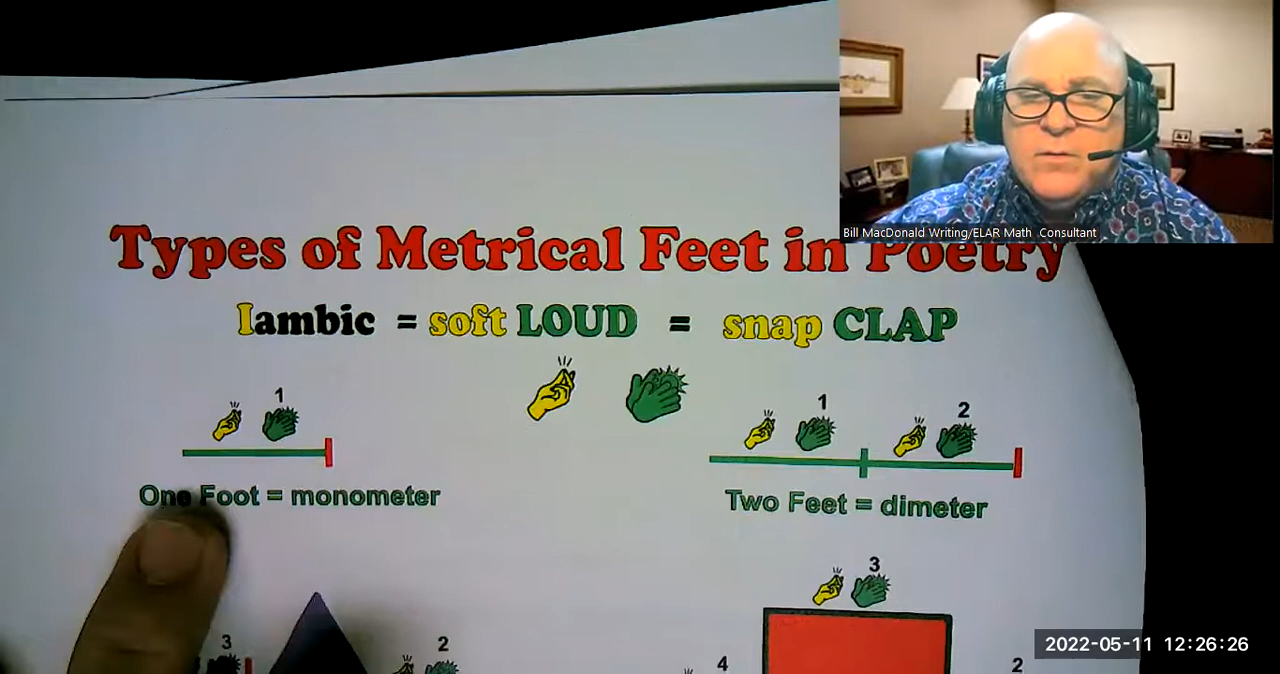 Bill MacDonald Writing/ELAR Math Consultant
Types of Metrical Feet in Poetry
Iambic = soft LOUD = snap CLAP
1
1
2
One Foot = monometer
Two Feet = dimeter
3
3
2
4
2
2022-05-11 12:26:26